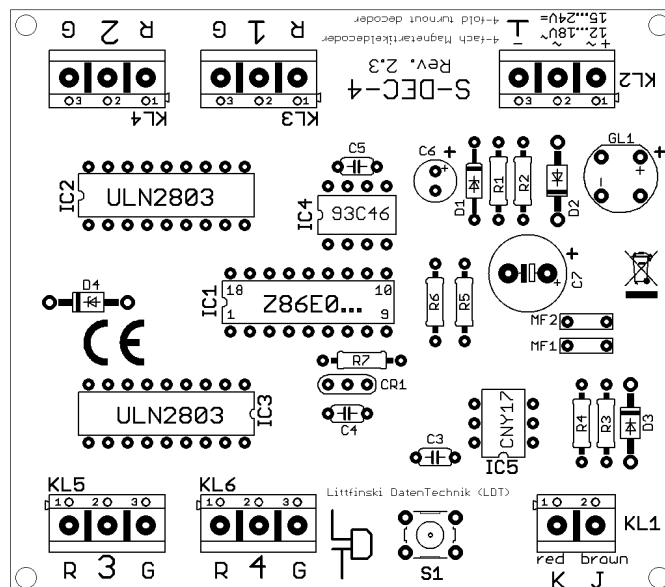 G 2 R
G 1 R
4-fold turnout decoder
4-fach Magnetartikeldecoder
Rev. 2.3
S-DEC-4
15...24V=
12...18V~
- ~ ~ +
3 2 1
KL4
3 2 1
KL3
KL2
C5
C6
+
+
GL1
+
IC2
ULN2803
IC4
93C46
D1
R1
R2
D2
-
+
C7
+
+
D4
IC1
18 10
Z86E0...
1 9
R6
R5
MF2
MF1
CE
R7
CR1
ULN2803
IC3
C4
C3
CNY17
IC5
R4
R3
D3
KL5
1 2 3
KL6
1 2 3
Littfinski DatenTechnik (LDT)
1 2
KL1
R 3 G
R 4 G
S1
red brown
K J